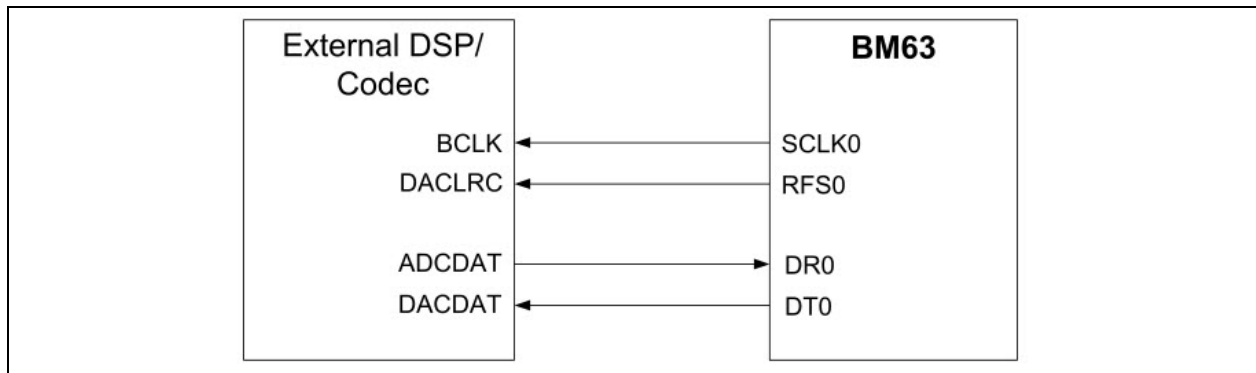 External DSP/
Codec
BCLK
DACLRC
ADCDAT
DACDAT
BM63
SCLK0
RFS0
DR0
DT0